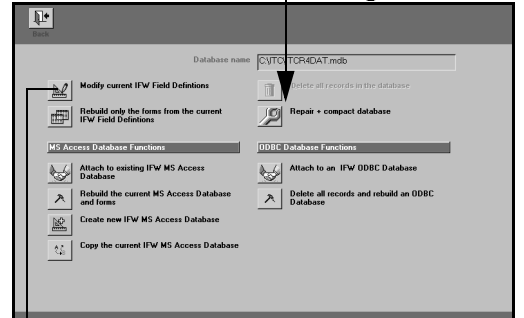 Back
Database name C:\ITC\TCR4DAT.mdb
Modify current IFW Field Defintions
Delete all records in the database
Rebuild only the forms from the current
IFW Field Defintions
Repair + compact database
MS Access Database Functions
ODBC Database Functions
Attach to existing IFW MS Access
Database
Attach to an IFW ODBC Database
Rebuild the current MS Access Database
and forms
Delete all records and rebuild an ODBC
Database
Create new IFW MS Access Database
Copy the current IFW MS Access Database